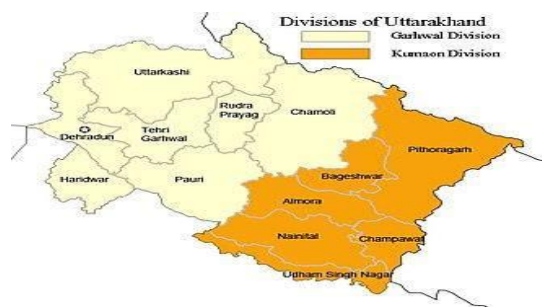 Divisions of Uttarakhand
Garhwal Division
Kumaon Division
Uttarkashi
Rudra
Prayag
Chamoli
Dehradun
Tehri
Garhwal
Pithoragarh
Haridwar
Pauri
Bageshwar
Almora
Nainital
Champawat
Udham Singh Nagar